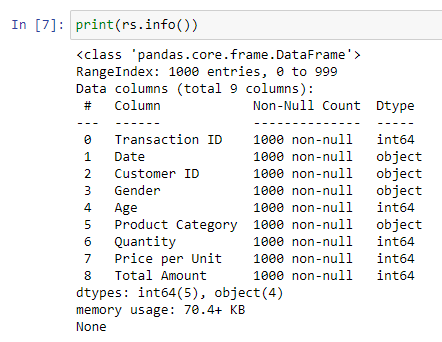 In [7]: print(rs.info())
<class 'pandas.core.frame.DataFrame'>
RangeIndex: 1000 entries, 0 to 999
Data columns (total 9 columns):
 #   Column            Non-Null Count  Dtype
---  ------            --------------  -----
 0   Transaction ID    1000 non-null   int64
 1   Date              1000 non-null   object
 2   Customer ID       1000 non-null   object
 3   Gender            1000 non-null   object
 4   Age               1000 non-null   int64
 5   Product Category  1000 non-null   object
 6   Quantity          1000 non-null   int64
 7   Price per Unit    1000 non-null   int64
 8   Total Amount      1000 non-null   int64
dtypes: int64(5), object(4)
memory usage: 70.4+ KB
None